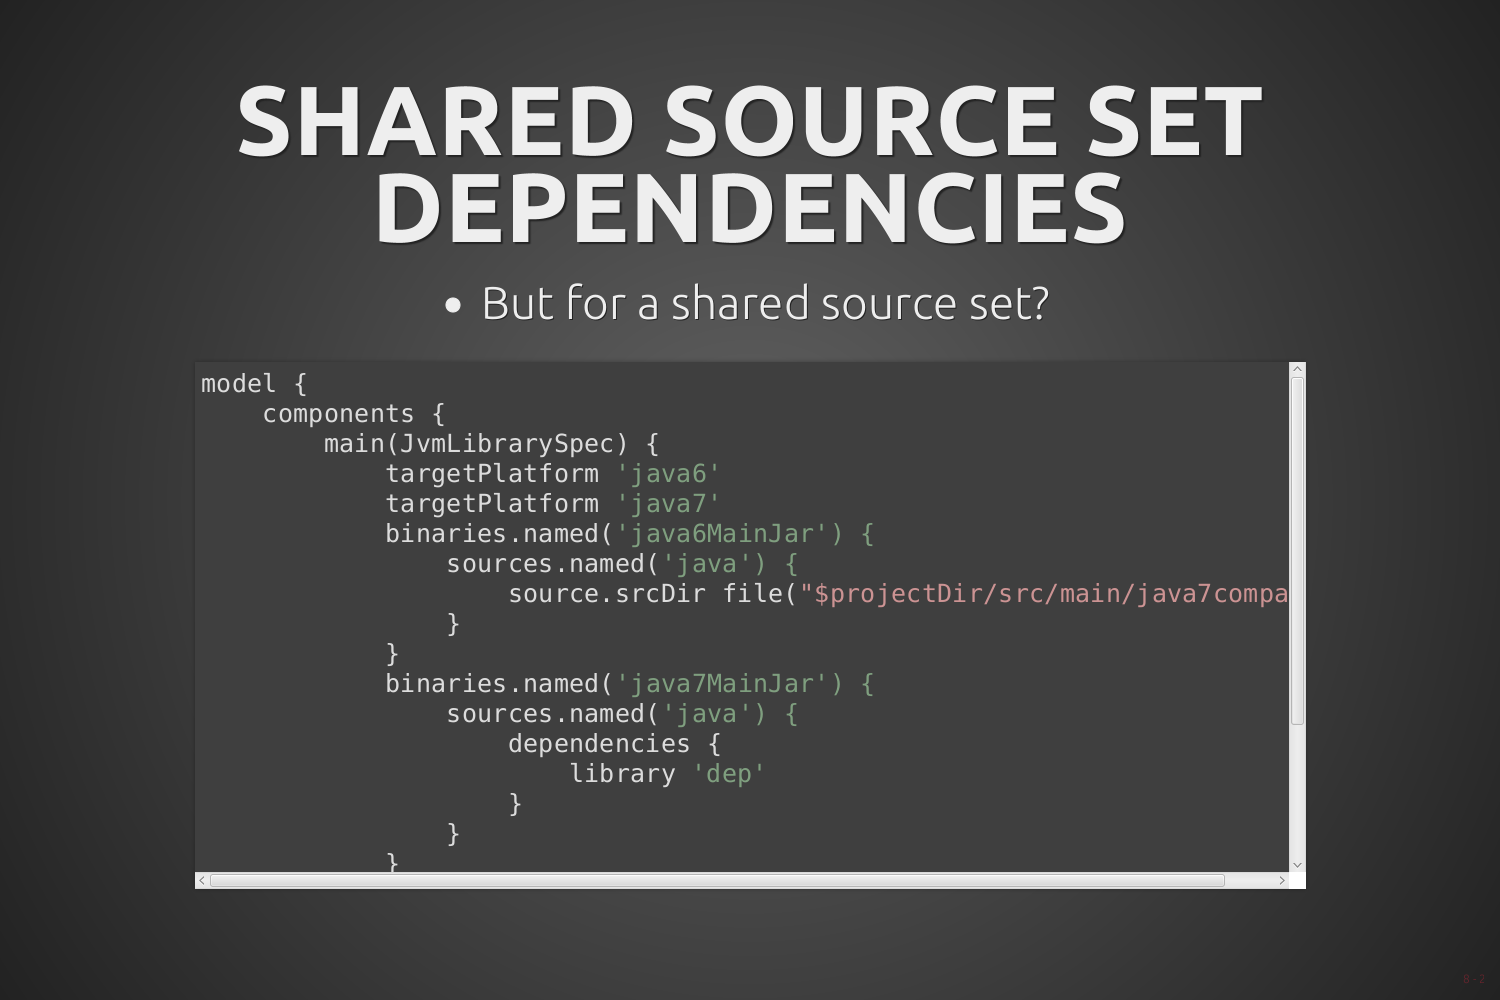 SHARED SOURCE SET
DEPENDENCIES
• But for a shared source set?
model {
    components {
        main(JvmLibrarySpec) {
            targetPlatform 'java6'
            targetPlatform 'java7'
            binaries.named('java6MainJar') {
                sources.named('java') {
                    source.srcDir file("$projectDir/src/main/java7compa
                }
            }
            binaries.named('java7MainJar') {
                sources.named('java') {
                    dependencies {
                        library 'dep'
                    }
                }
            }
8-2